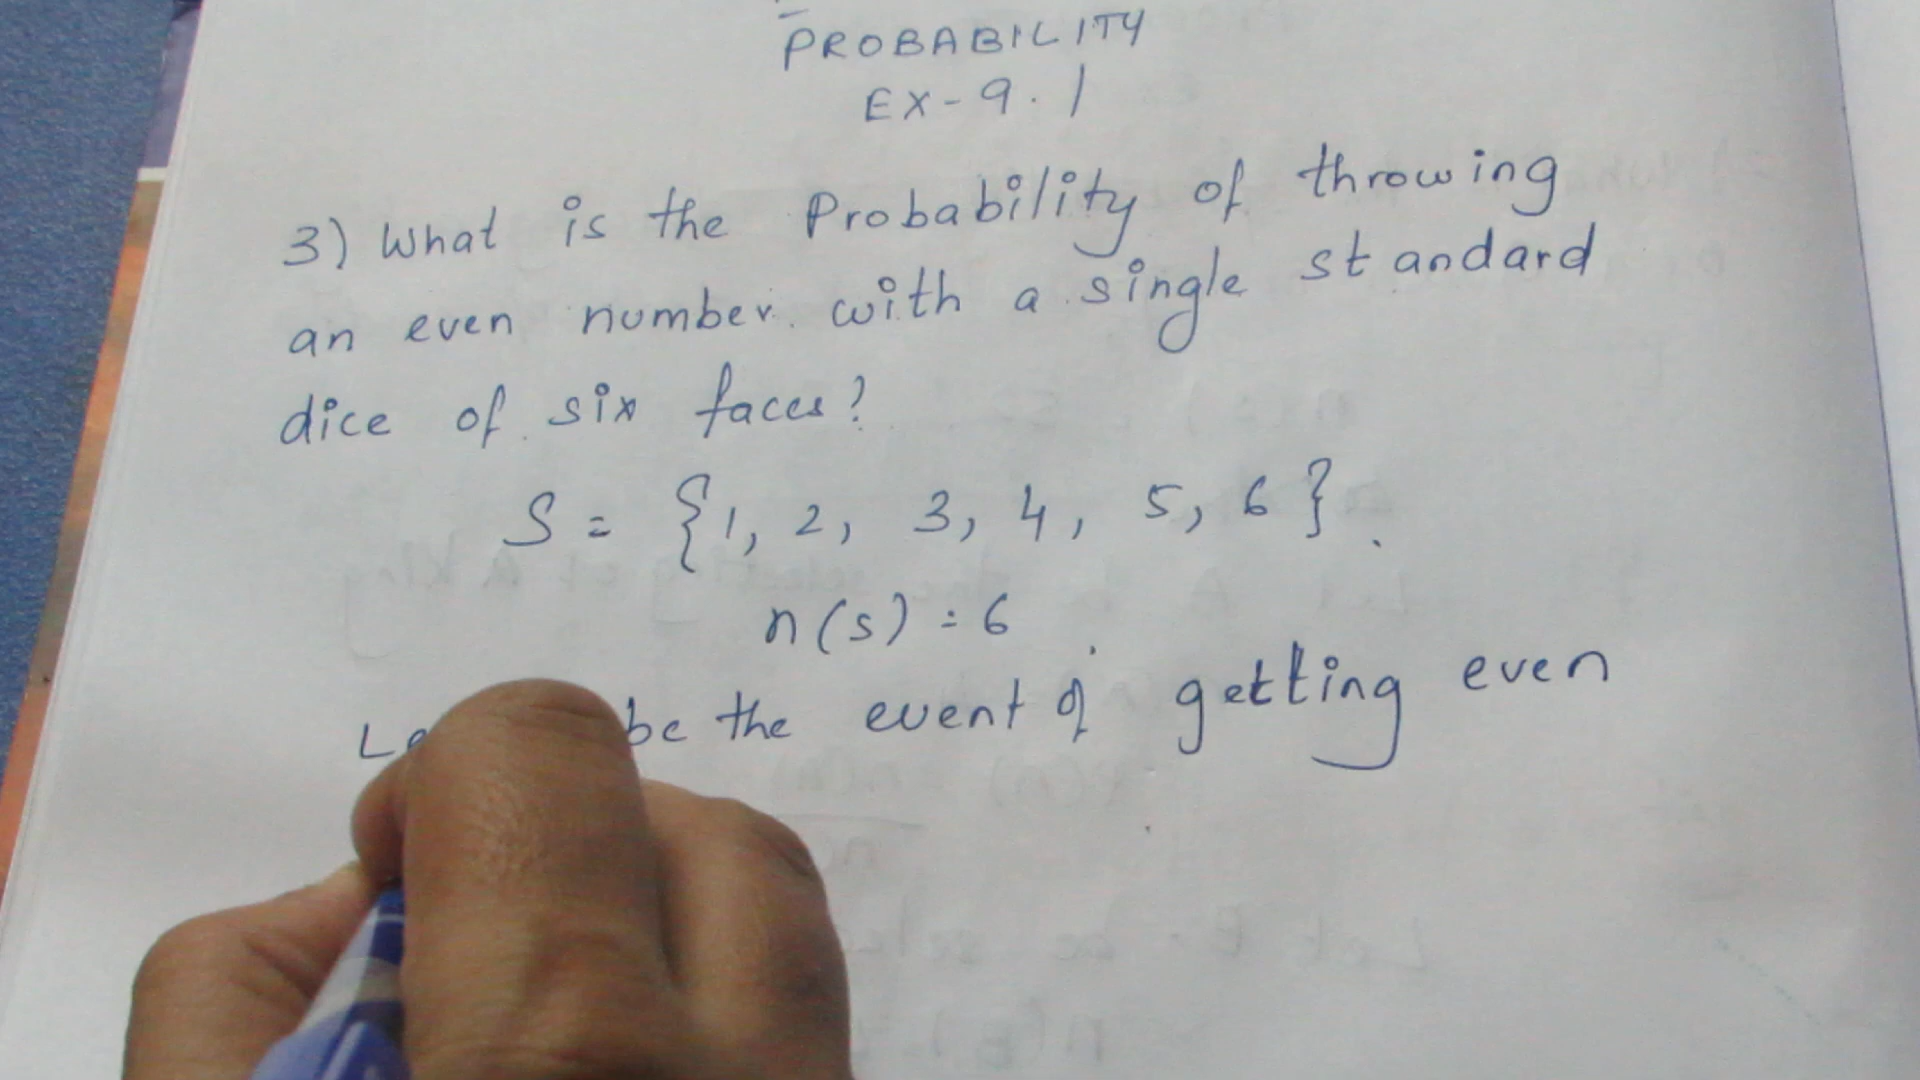 PROBABILITY
EX-9.1
3) What is the Probability of throwing
an even number with a single standard
dice of six faces?
S = {1, 2, 3, 4, 5, 6}.
n(s) = 6
be the event of getting even